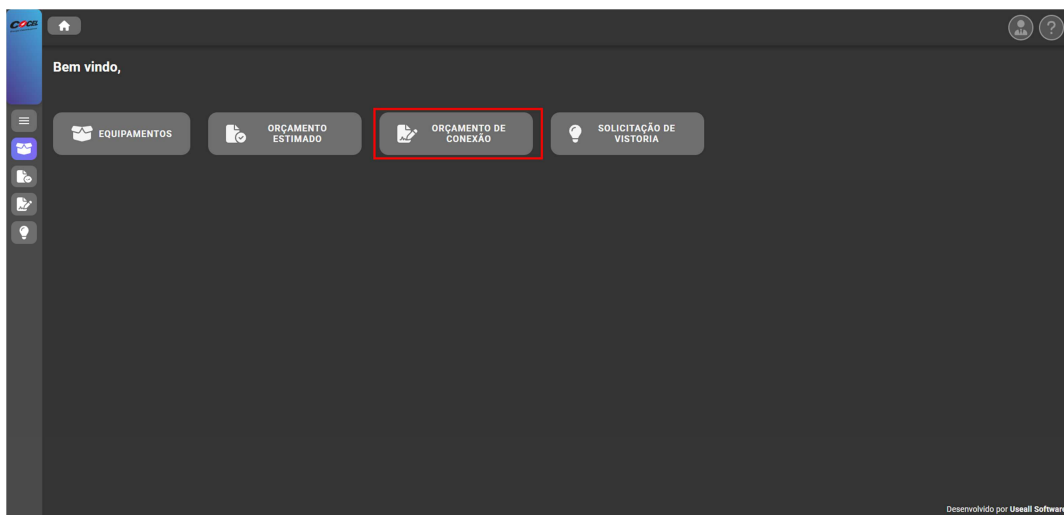 ?
Bem vindo,
EQUIPAMENTOS
ORÇAMENTO
ESTIMADO
ORÇAMENTO DE
CONEXÃO
SOLICITAÇÃO DE
VISTORIA
Desenvolvido por Useall Software